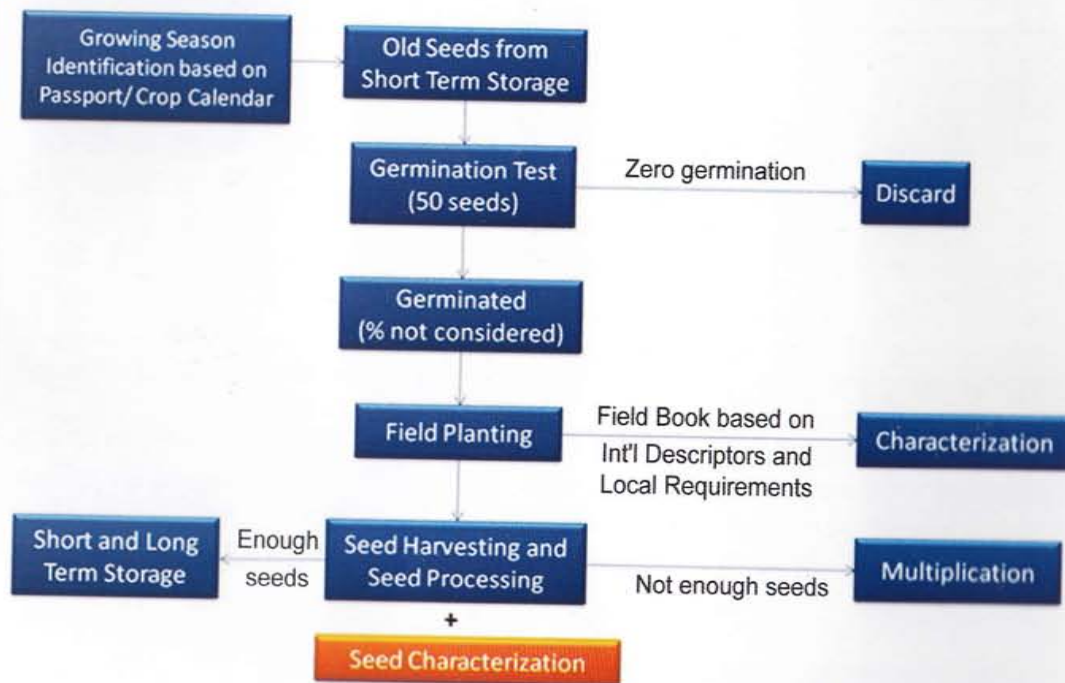 Growing Season
Identification based on
Passport/ Crop Calendar
Old Seeds from
Short Term Storage
Germination Test
(50 seeds)
Zero germination
Discard
Germinated
(% not considered)
Field Planting
Field Book based on
Int'l Descriptors and
Local Requirements
Characterization
Short and Long
Term Storage
Enough
seeds
Seed Harvesting and
Seed Processing
Not enough seeds
Multiplication
+
Seed Characterization